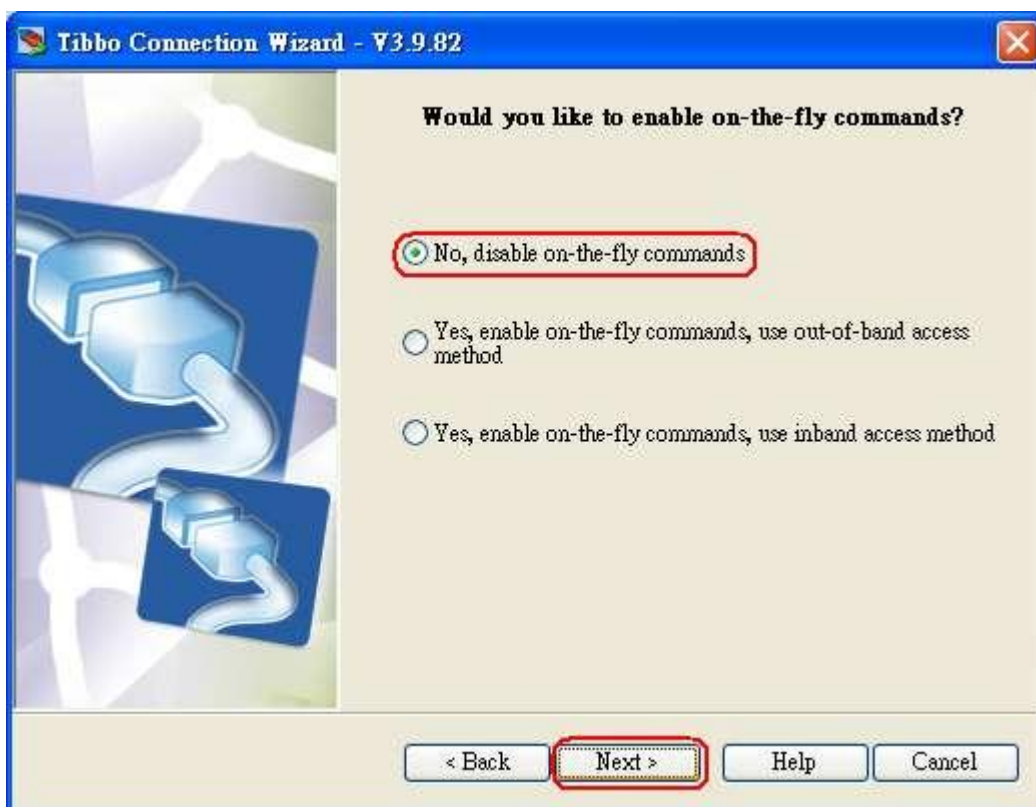 Tibbo Connection Wizard - V3.9.82
Would you like to enable on-the-fly commands?
No, disable on-the-fly commands
Yes, enable on-the-fly commands, use out-of-band access
method
Yes, enable on-the-fly commands, use inband access method
< Back Next > Help Cancel